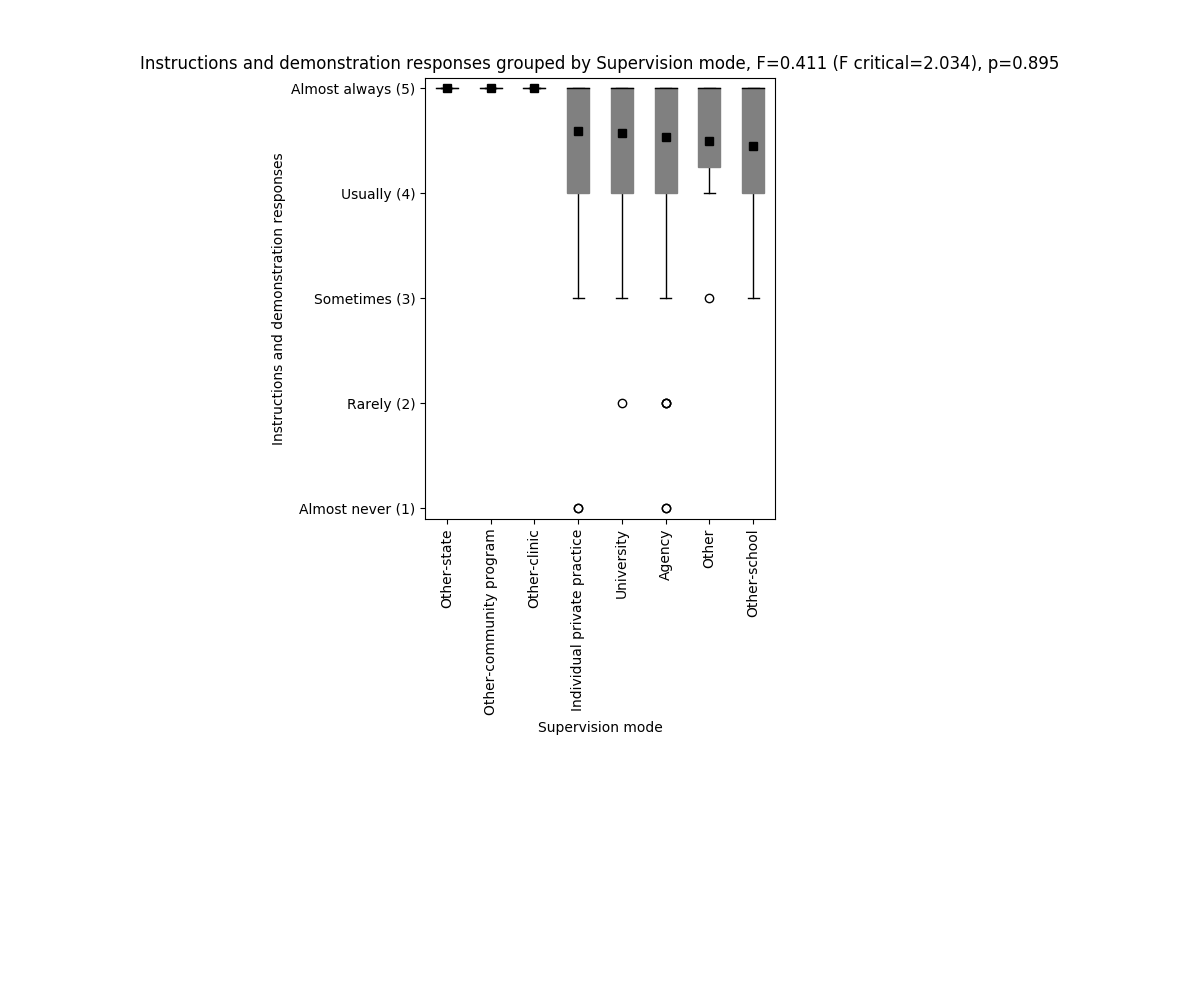 Instructions and demonstration responses grouped by Supervision mode, F=0.411 (F critical=2.034), p=0.895
Instructions and demonstration responses
Almost always (5)
Usually (4)
Sometimes (3)
Rarely (2)
Almost never (1)
Other-state
Other-community program
Other-clinic
Individual private practice
University
Agency
Other
Other-school
Supervision mode